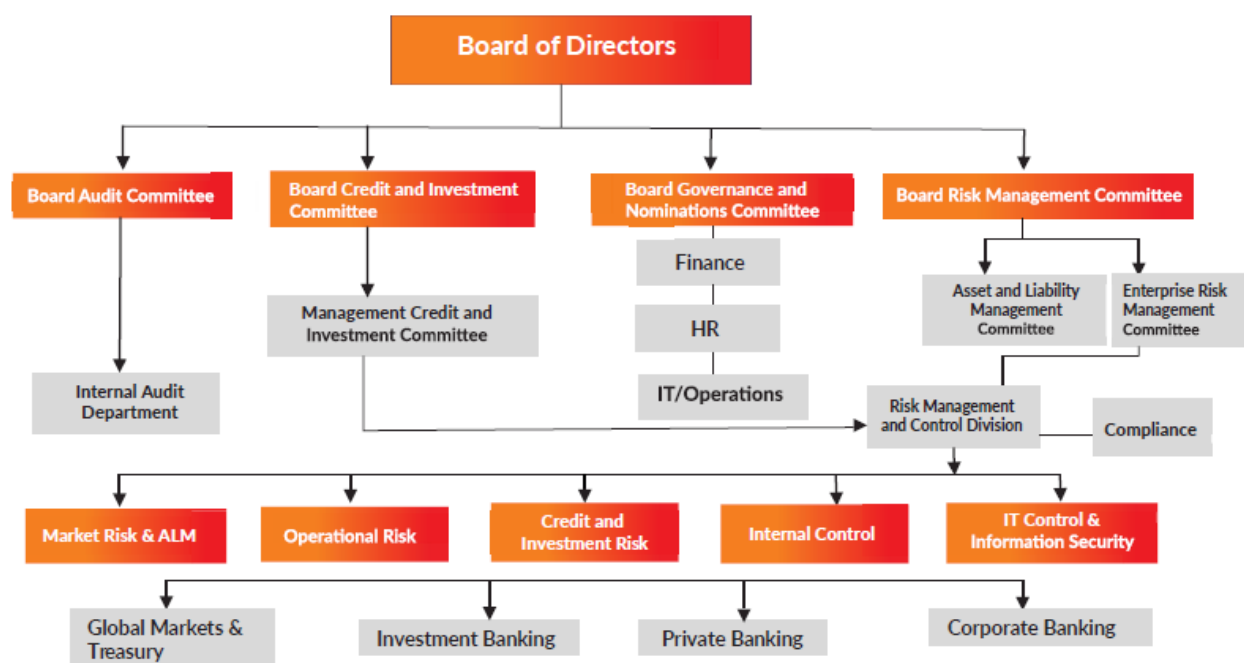 Board of Directors
Board Audit Committee
Board Credit and Investment
Committee
Board Governance and
Nominations Committee
Board Risk Management Committee
Finance
Asset and Liability
Management
Committee
Enterprise Risk
Management
Committee
Management Credit and
Investment Committee
HR
Internal Audit
Department
IT/Operations
Risk Management
and Control Division
Compliance
Market Risk & ALM
Operational Risk
Credit and
Investment Risk
Internal Control
IT Control &
Information Security
Global Markets &
Treasury
Investment Banking
Private Banking
Corporate Banking